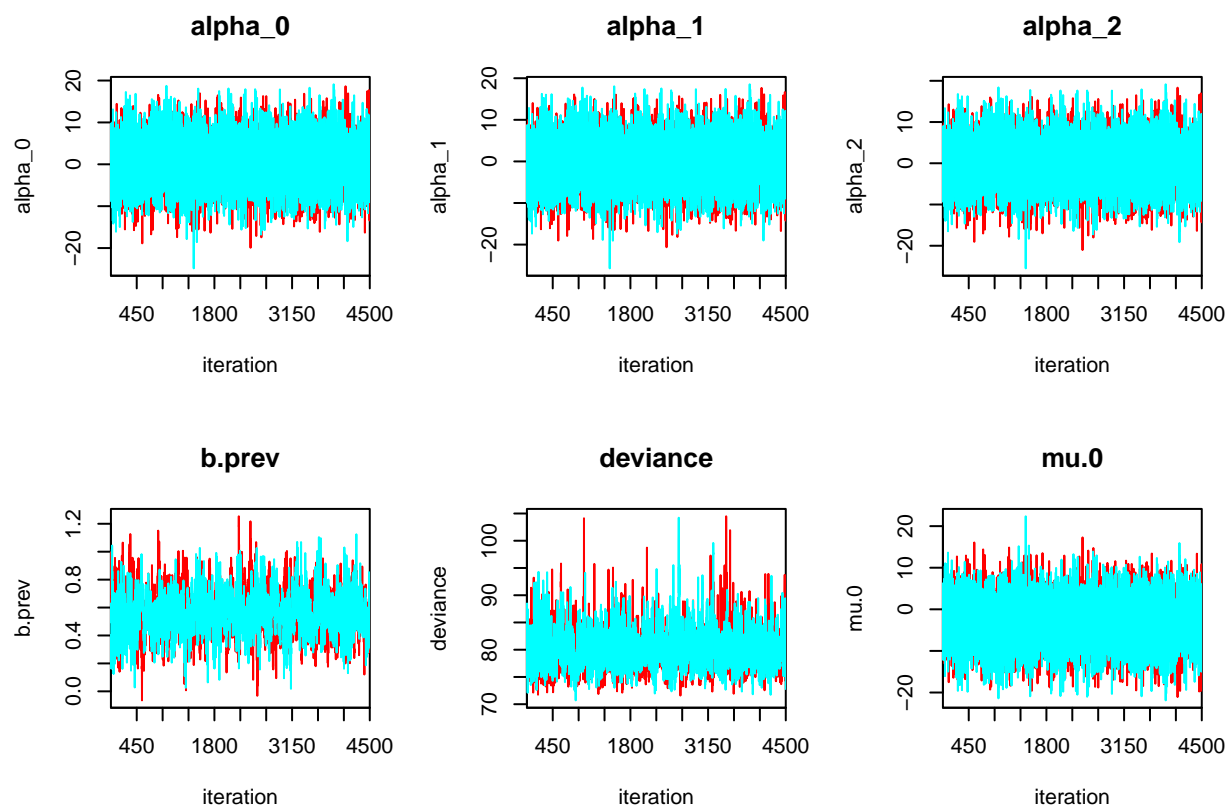 alpha_0 alpha_1 alpha_2
alpha_0
20
10
0
−20
450 1800 3150 4500
iteration
alpha_1
20
10
0
−20
450 1800 3150 4500
iteration
alpha_2
10
0
−20
450 1800 3150 4500
iteration
b.prev deviance mu.0
b.prev
1.2
0.8
0.4
0.0
450 1800 3150 4500
iteration
deviance
100
90
80
70
450 1800 3150 4500
iteration
mu.0
20
10
0
−20
450 1800 3150 4500
iteration